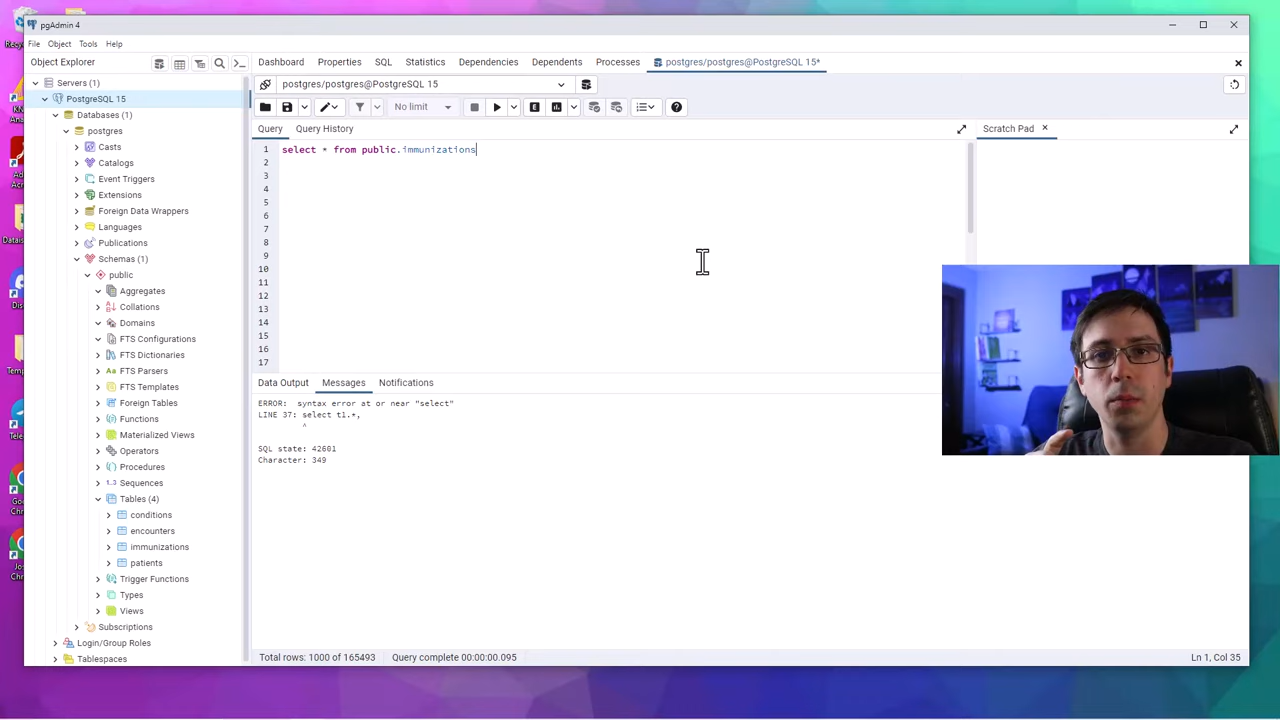 Recy
pgAdmin 4
File Object Tools Help
Object Explorer
Dashboard Properties SQL Statistics Dependencies Dependents Processes postgres/postgres@PostgreSQL 15*
Servers (1)
PostgreSQL 15
Databases (1)
postgres
Casts
Catalogs
Event Triggers
Extensions
Foreign Data Wrappers
Languages
Publications
Schemas (1)
public
Aggregates
Collations
Domains
FTS Configurations
FTS Dictionaries
FTS Parsers
FTS Templates
Foreign Tables
Functions
Materialized Views
Operators
Procedures
Sequences
Tables (4)
conditions
encounters
immunizations
patients
Trigger Functions
Types
Views
Subscriptions
Login/Group Roles
Tablespaces
postgres/postgres@PostgreSQL 15
No limit
Query Query History
Scratch Pad
1 select * from public.immunizations
2
3
4
5
6
7
8
9
10
11
12
13
14
15
16
17
Data Output Messages Notifications
ERROR: syntax error at or near "select"
LINE 37: select t1.*,
^
SQL state: 42601
Character: 349
Total rows: 1000 of 165493 Query complete 00:00:00.095
Ln 1, Col 35